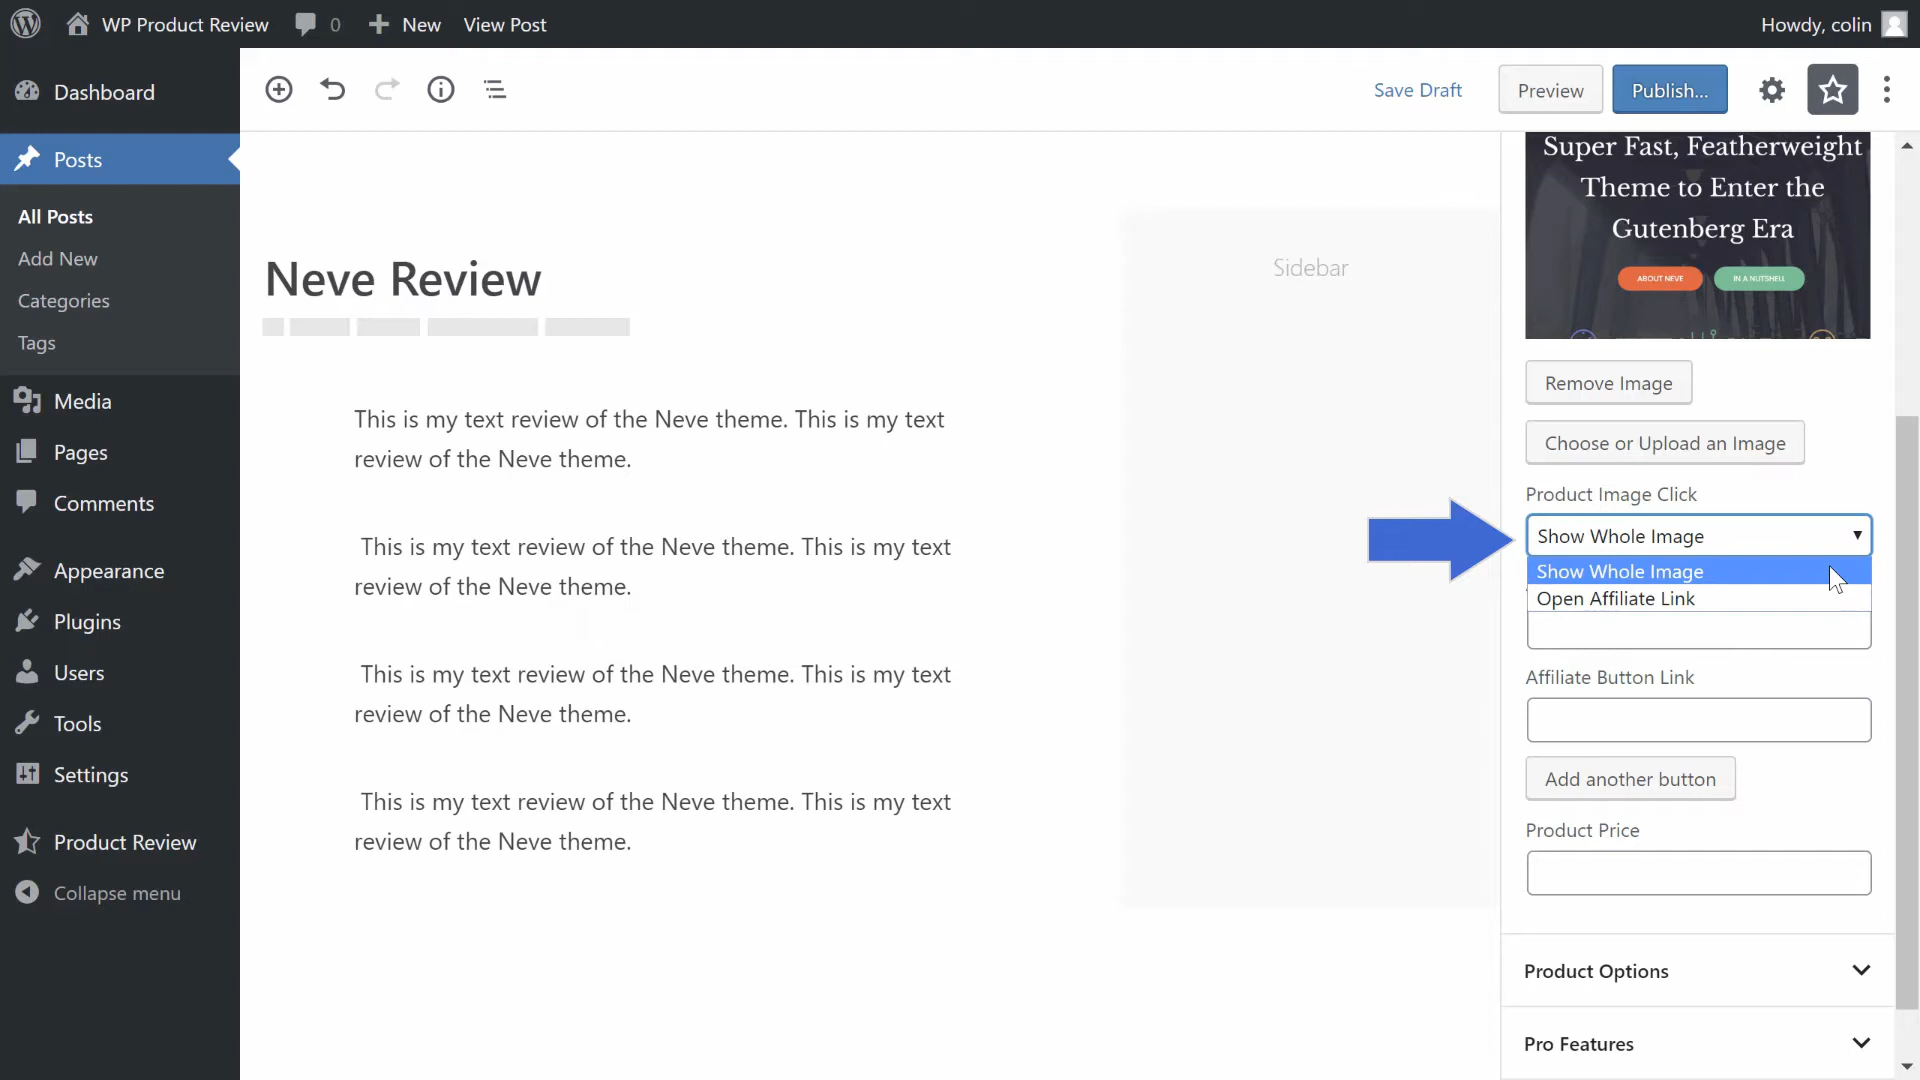 WP Product Review
0
New
View Post
Howdy, colin
Dashboard
Posts
All Posts
Add New
Categories
Tags
Media
Pages
Comments
Appearance
Plugins
Users
Tools
Settings
Product Review
Collapse menu
Save Draft
Preview
Publish...
Neve Review
This is my text review of the Neve theme. This is my text
review of the Neve theme.
This is my text review of the Neve theme. This is my text
review of the Neve theme.
This is my text review of the Neve theme. This is my text
review of the Neve theme.
This is my text review of the Neve theme. This is my text
review of the Neve theme.
Sidebar
Super Fast, Featherweight
Theme to Enter the
Gutenberg Era
ABOUT NEVE
IN A NUTSHELL
Remove Image
Choose or Upload an Image
Product Image Click
Show Whole Image
Show Whole Image
Open Affiliate Link
Affiliate Button Link
Add another button
Product Price
Product Options
Pro Features